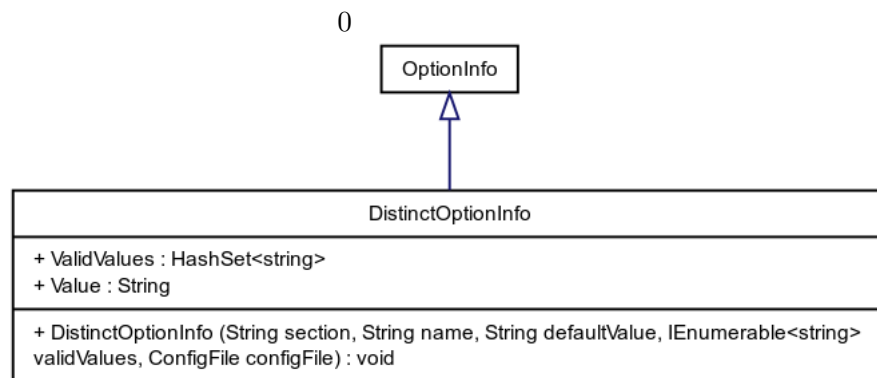 0
OptionInfo
DistinctOptionInfo
+ ValidValues : HashSet<string>
+ Value : String
+ DistinctOptionInfo (String section, String name, String defaultValue, IEnumerable<string>
validValues, ConfigFile configFile) : void